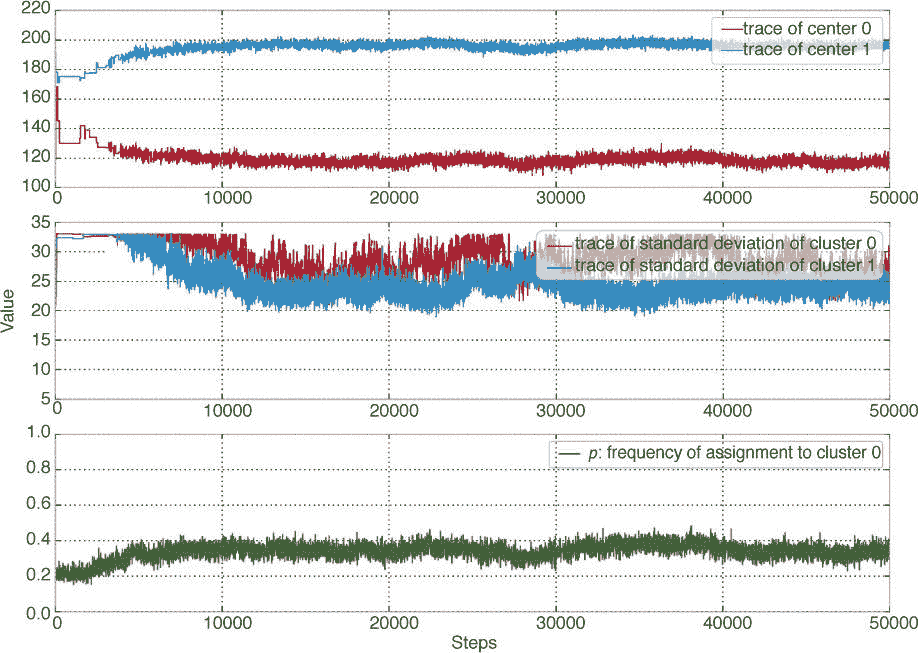 220
200
180
160
140
120
100
trace of center 0
trace of center 1
0 10000 20000 30000 40000 50000
35
30
25
20
15
10
5
trace of standard deviation of cluster 0
trace of standard deviation of cluster 1
Value
0 10000 20000 30000 40000 50000
1.0
0.8
0.6
0.4
0.2
0.0
p: frequency of assignment to cluster 0
0 10000 20000 30000 40000 50000
Steps